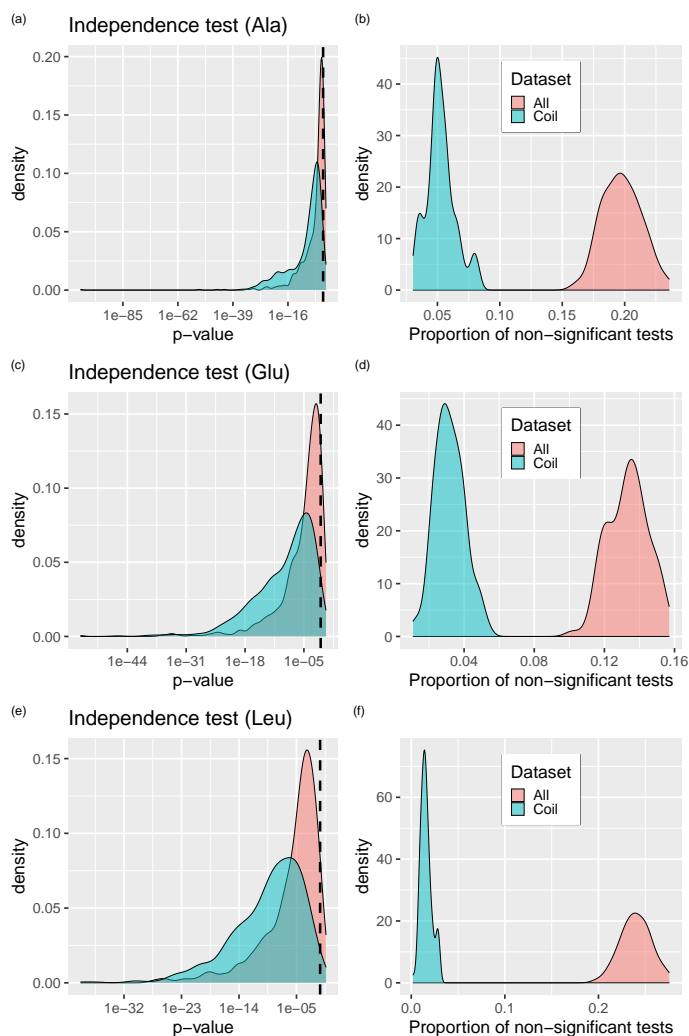 (a)
Independence test (Ala)
0.20
0.15
0.10
0.05
0.00
density
1e−85 1e−62 1e−39 1e−16
p−value
(b)
40
30
20
10
0
density
Dataset
All
Coil
0.05 0.10 0.15 0.20
Proportion of non−significant tests
(c)
Independence test (Glu)
0.15
0.10
0.05
0.00
density
1e−44 1e−31 1e−18 1e−05
p−value
(d)
40
30
20
10
0
density
Dataset
All
Coil
0.04 0.08 0.12 0.16
Proportion of non−significant tests
(e)
Independence test (Leu)
0.15
0.10
0.05
0.00
density
1e−32 1e−23 1e−14 1e−05
p−value
(f)
60
40
20
0
density
Dataset
All
Coil
0.0 0.1 0.2
Proportion of non−significant tests